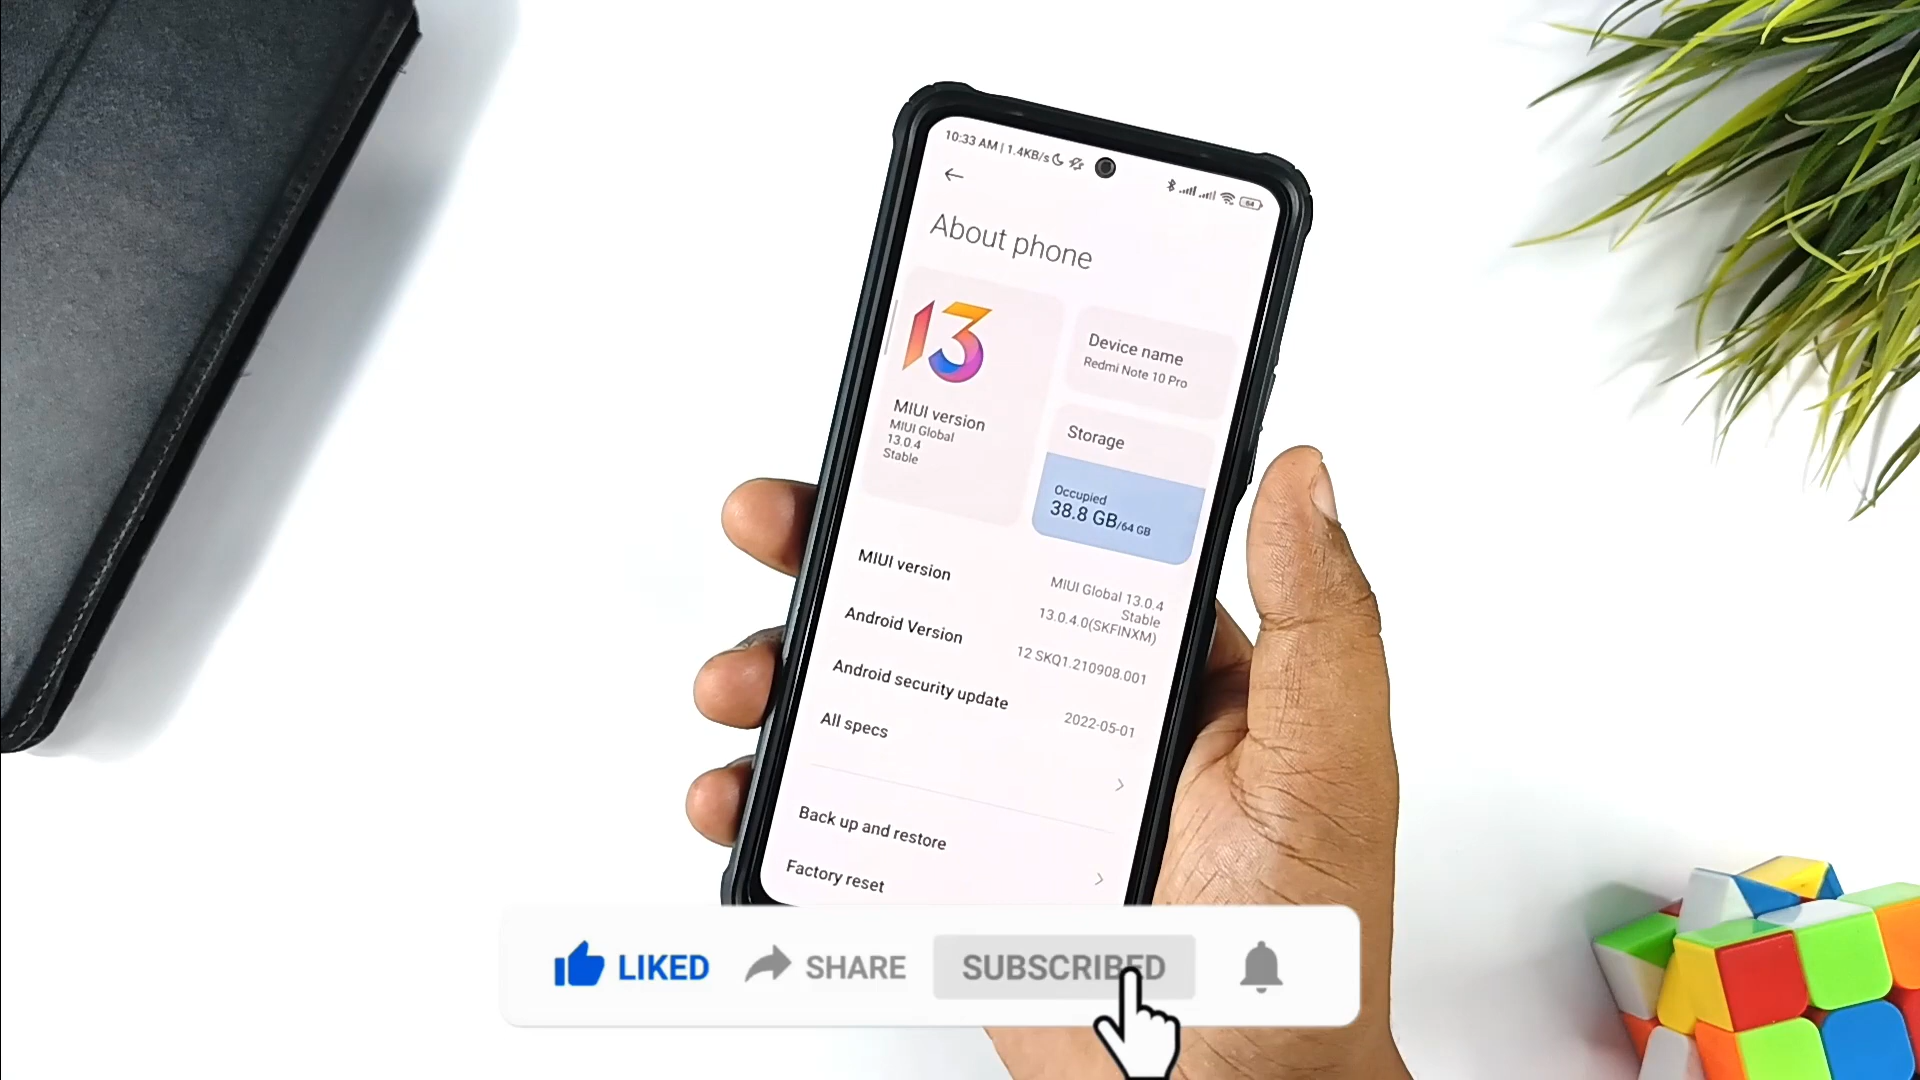 10:33 AM | 1.4KB/s
64
About phone
13
MIUI version
MIUI Global
13.0.4
Stable
Device name
Redmi Note 10 Pro
Storage
Occupied
38.8 GB/64 GB
MIUI version
MIUI Global 13.0.4
Stable
13.0.4.0(SKFINXM)
Android Version
12 SKQ1.210908.001
Android security update
2022-05-01
All specs
Back up and restore
Factory reset
LIKED
SHARE
SUBSCRIBED